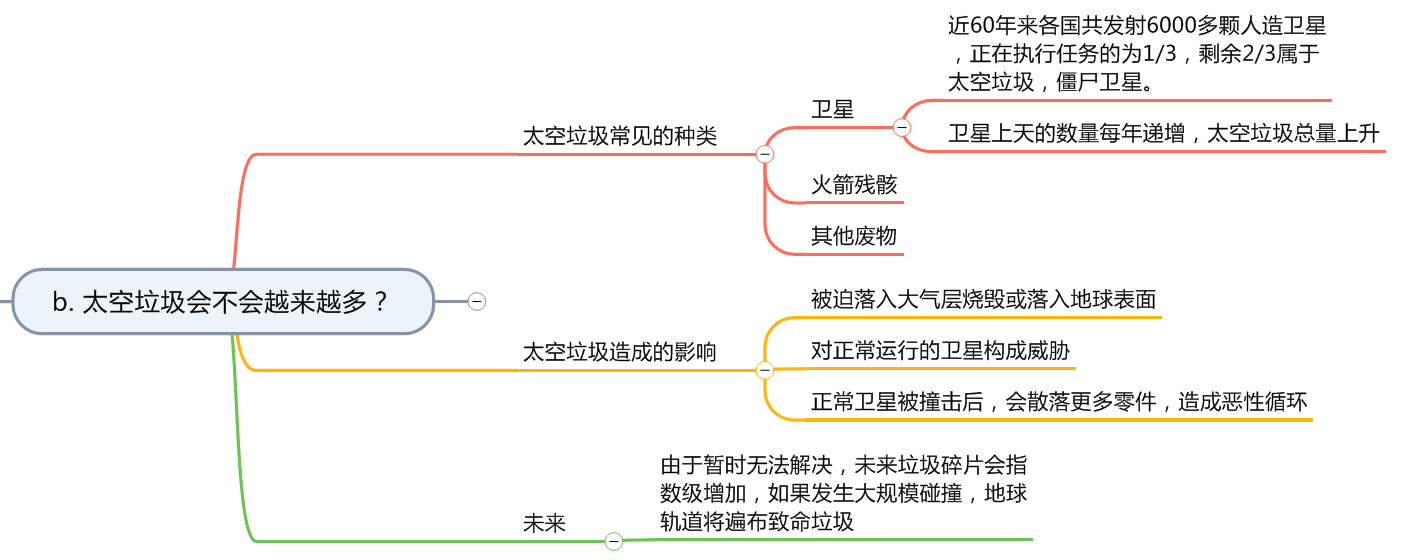 近60年来各国共发射6000多颗人造卫星
，正在执行任务的为1/3，剩余2/3属于
太空垃圾，僵尸卫星。
卫星
卫星上天的数量每年递增，太空垃圾总量上升
太空垃圾常见的种类
火箭残骸
其他废物
b. 太空垃圾会不会越来越多？
被迫落入大气层烧毁或落入地球表面
太空垃圾造成的影响
对正常运行的卫星构成威胁
正常卫星被撞击后，会散落更多零件，造成恶性循环
由于暂时无法解决，未来垃圾碎片会指
数级增加，如果发生大规模碰撞，地球
轨道将遍布致命垃圾
未来